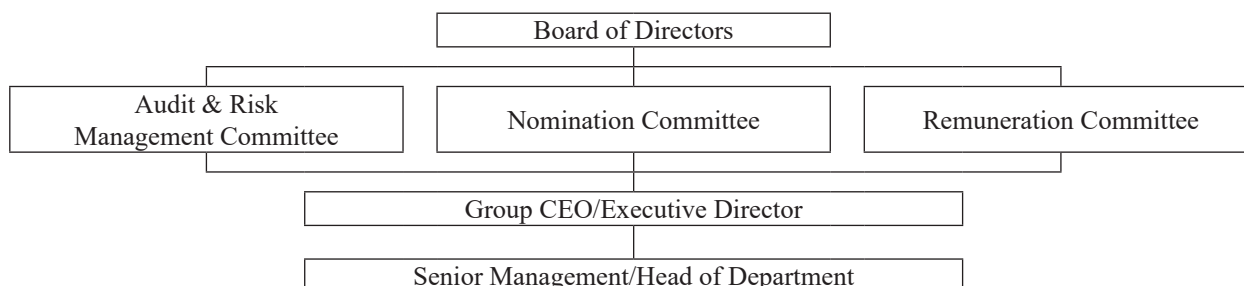 Board of Directors
Audit & Risk
Management Committee
Nomination Committee
Remuneration Committee
Group CEO/Executive Director
Senior Management/Head of Department